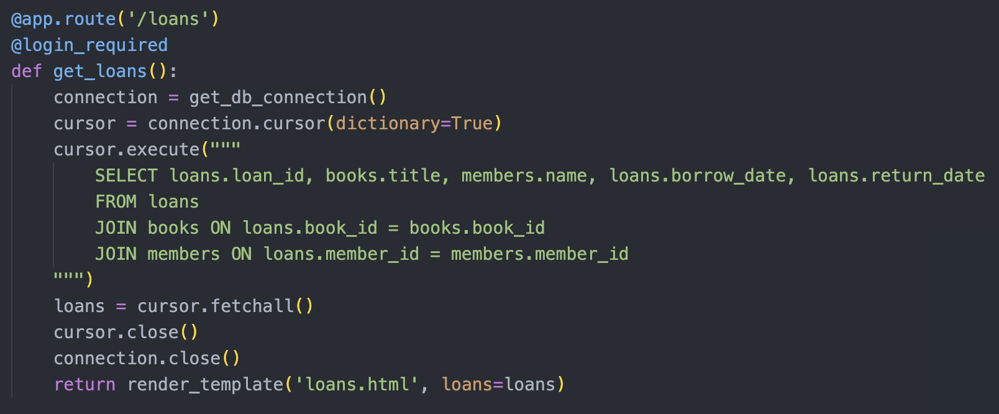 @app.route('/loans')
@login_required
def get_loans():
    connection = get_db_connection()
    cursor = connection.cursor(dictionary=True)
    cursor.execute("""
        SELECT loans.loan_id, books.title, members.name, loans.borrow_date, loans.return_date
        FROM loans
        JOIN books ON loans.book_id = books.book_id
        JOIN members ON loans.member_id = members.member_id
    """)
    loans = cursor.fetchall()
    cursor.close()
    connection.close()
    return render_template('loans.html', loans=loans)